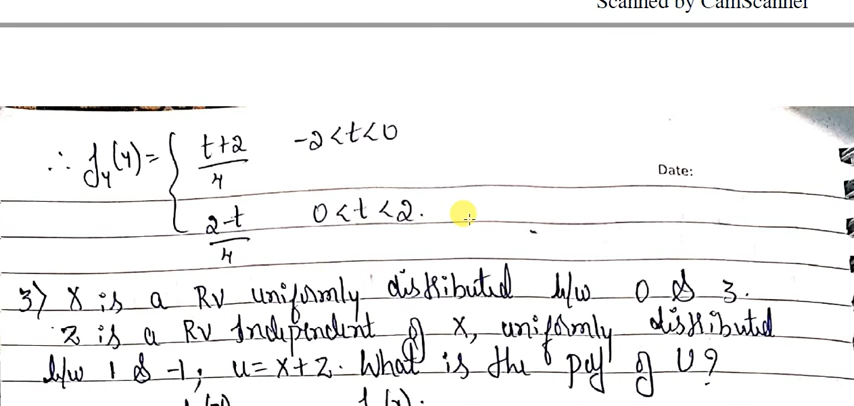 Scanned by CamScanner
∴ f_y(y) = { (t+2)/4   -2<t<0
Date:
(2-t)/4   0<t<2.
3) X is a RV uniformly distributed b/w 0 & 3.
Z is a RV Independent of X, uniformly distributed
b/w 1 & -1; u = X + Z. What is the pdf of U?